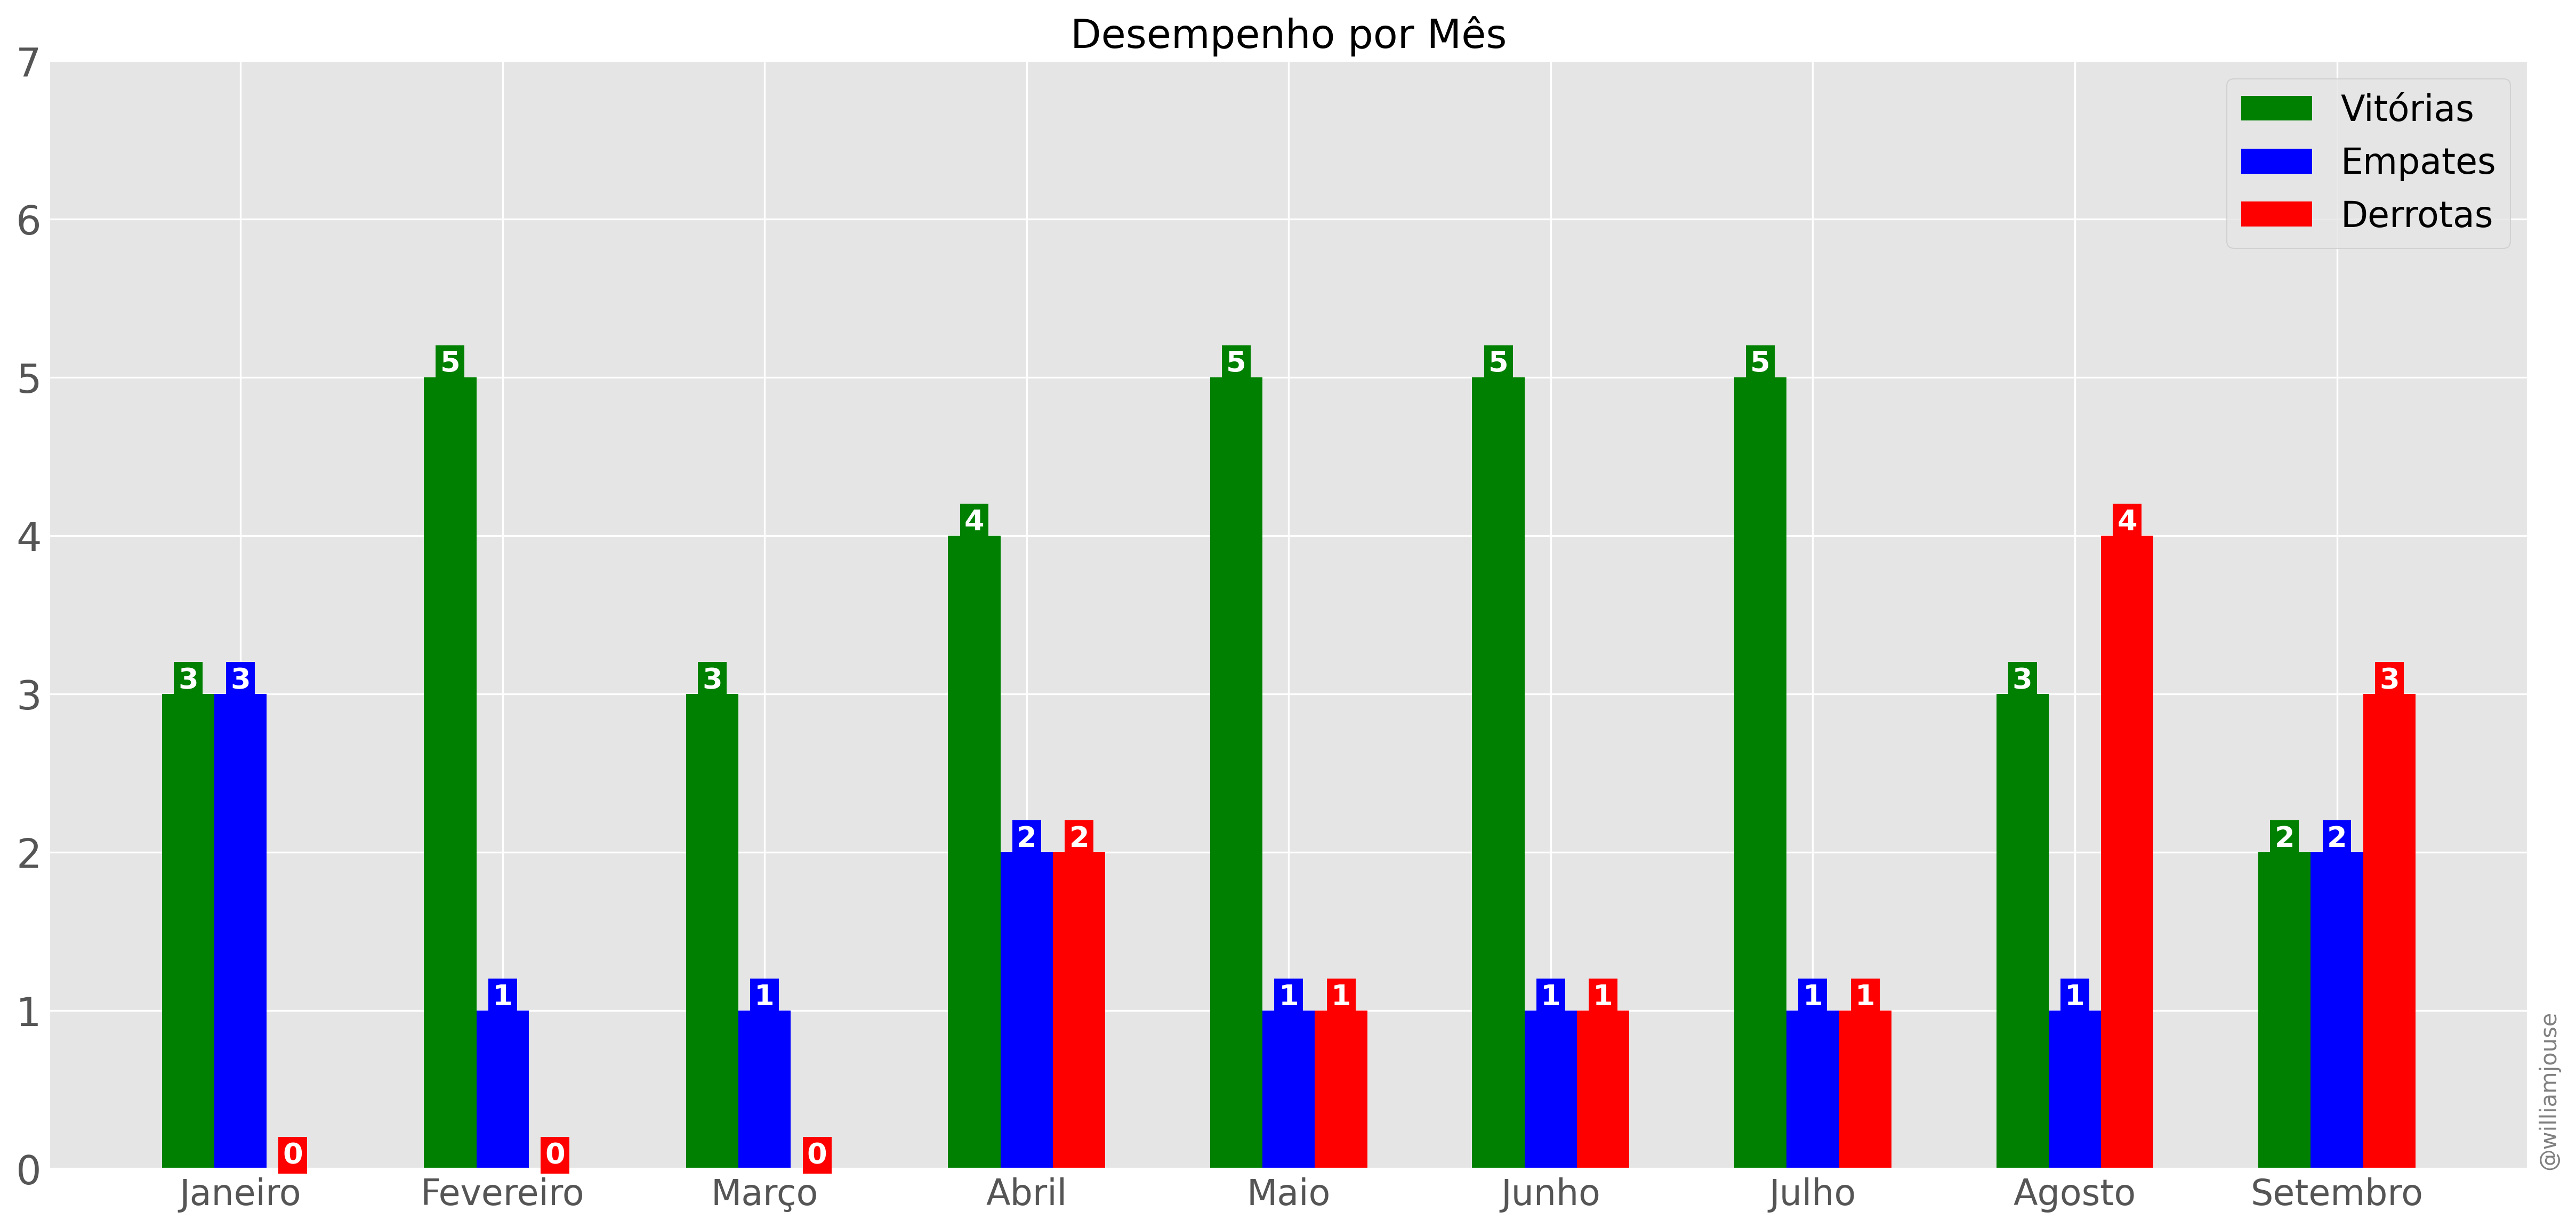 Desempenho por Mês
7
6
5
4
3
2
1
0
Vitórias
Empates
Derrotas
3 3 0
5 1 0
3 1 0
4 2 2
5 1 1
5 1 1
5 1 1
3 1 4
2 2 3
Janeiro Fevereiro Março Abril Maio Junho Julho Agosto Setembro
@williamjouse